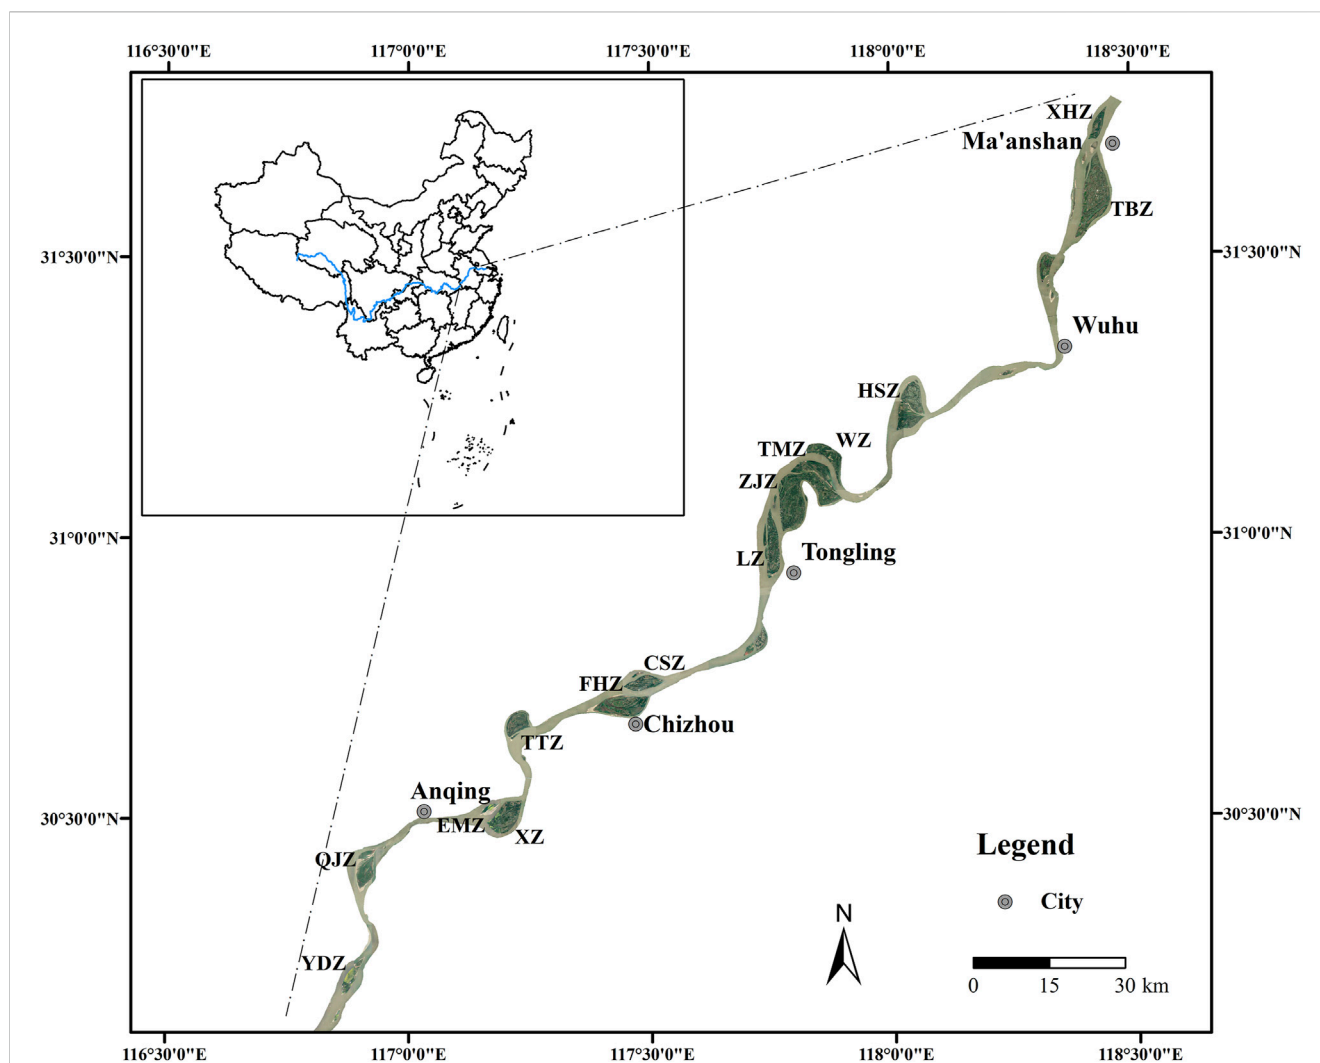 116°30'0"E 117°0'0"E 117°30'0"E 118°0'0"E 118°30'0"E
XHZ
Ma'anshan
TBZ
31°30'0"N 31°30'0"N
Wuhu
HSZ
WZ
TMZ
ZJZ
31°0'0"N 31°0'0"N
LZ
Tongling
CSZ
FHZ
Chizhou
TTZ
Anqing
30°30'0"N 30°30'0"N
EMZ
XZ
QJZ
Legend
City
N
YDZ
0 15 30 km
116°30'0"E 117°0'0"E 117°30'0"E 118°0'0"E 118°30'0"E